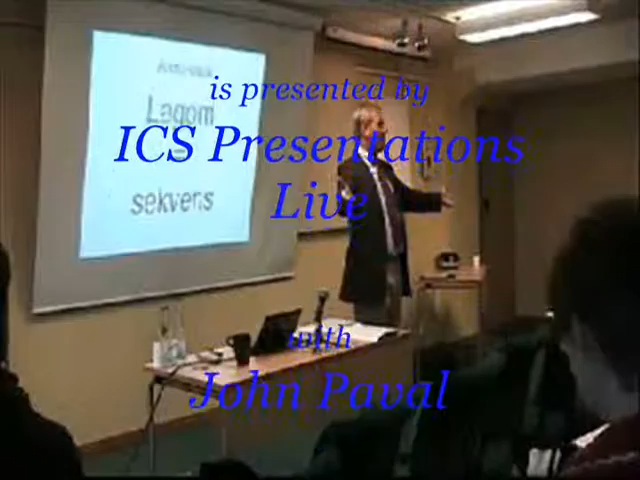 is presented by
ICS Presentations
Live
with
John Paval
Lagom
sekvens